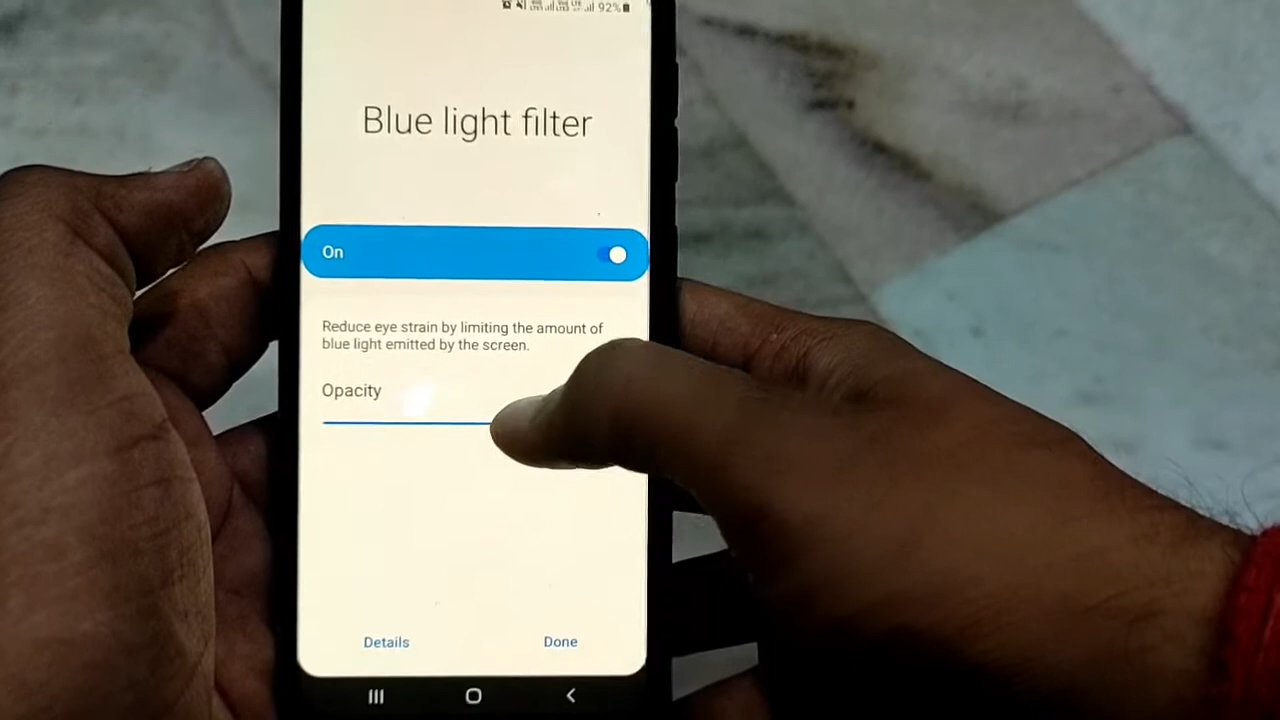 92%
Blue light filter
On
Reduce eye strain by limiting the amount of
blue light emitted by the screen.
Opacity
Details
Done